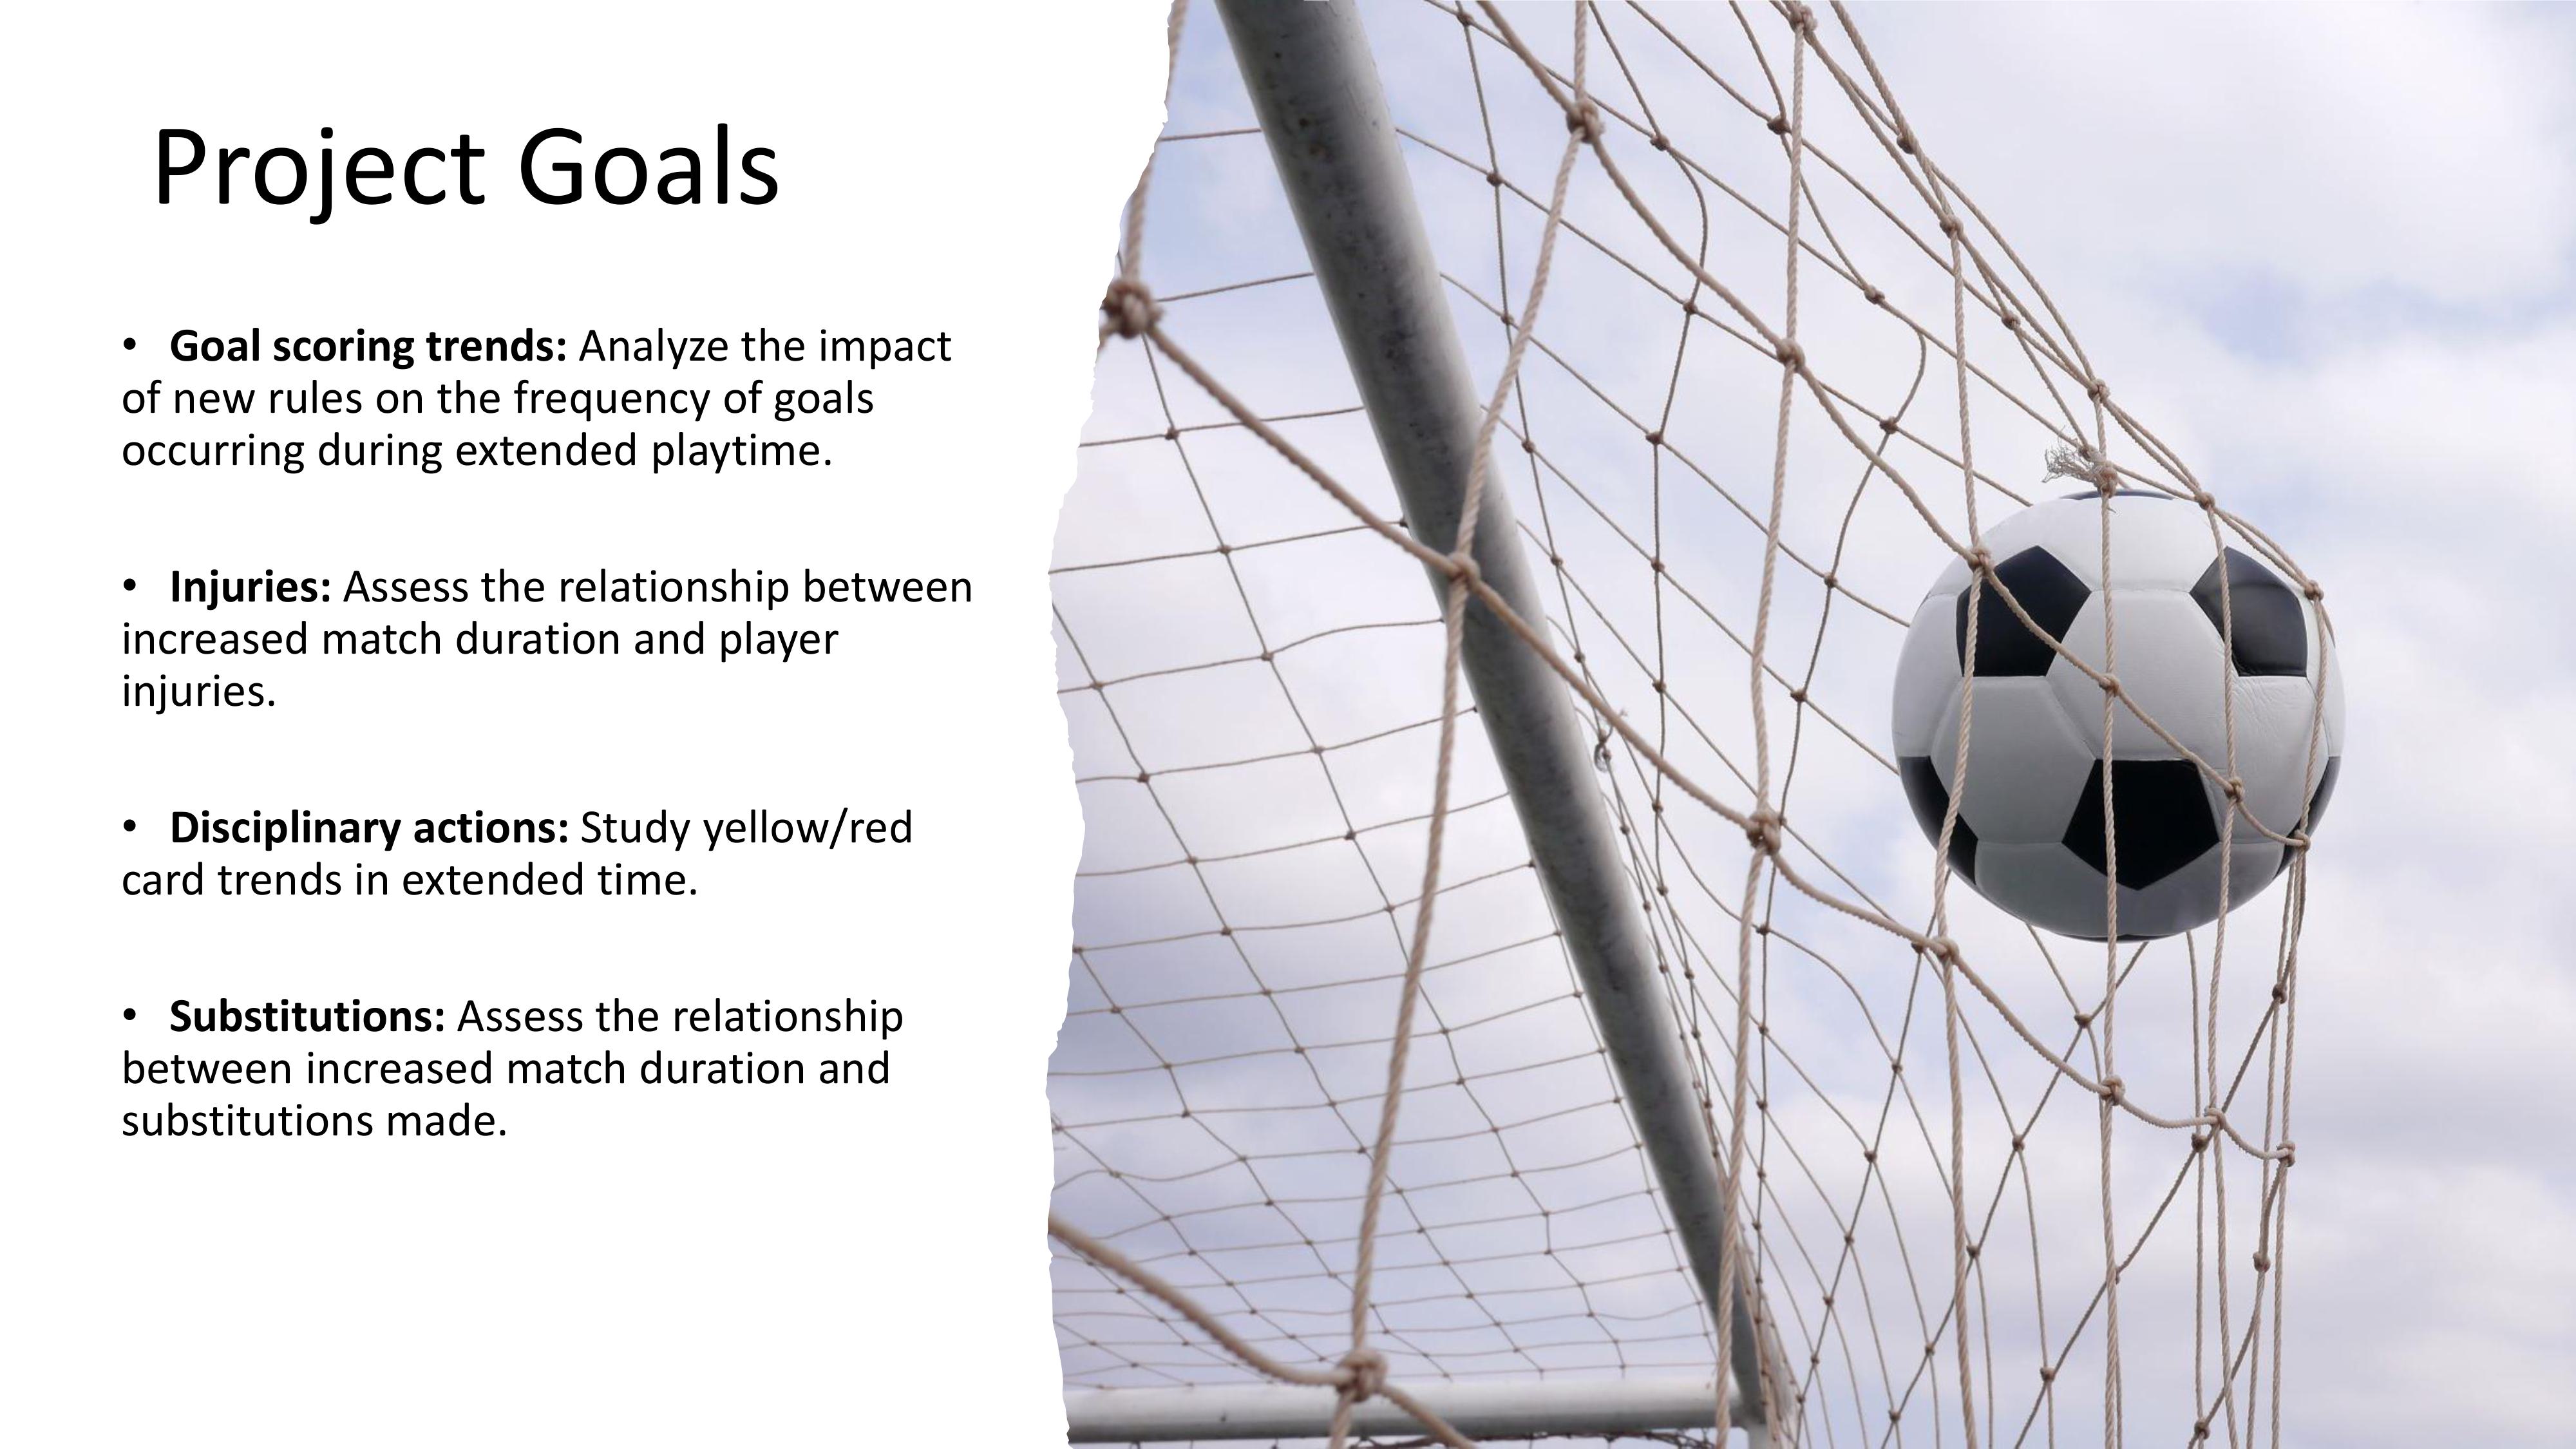 Project Goals
• Goal scoring trends: Analyze the impact
of new rules on the frequency of goals
occurring during extended playtime.
• Injuries: Assess the relationship between
increased match duration and player
injuries.
• Disciplinary actions: Study yellow/red
card trends in extended time.
• Substitutions: Assess the relationship
between increased match duration and
substitutions made.